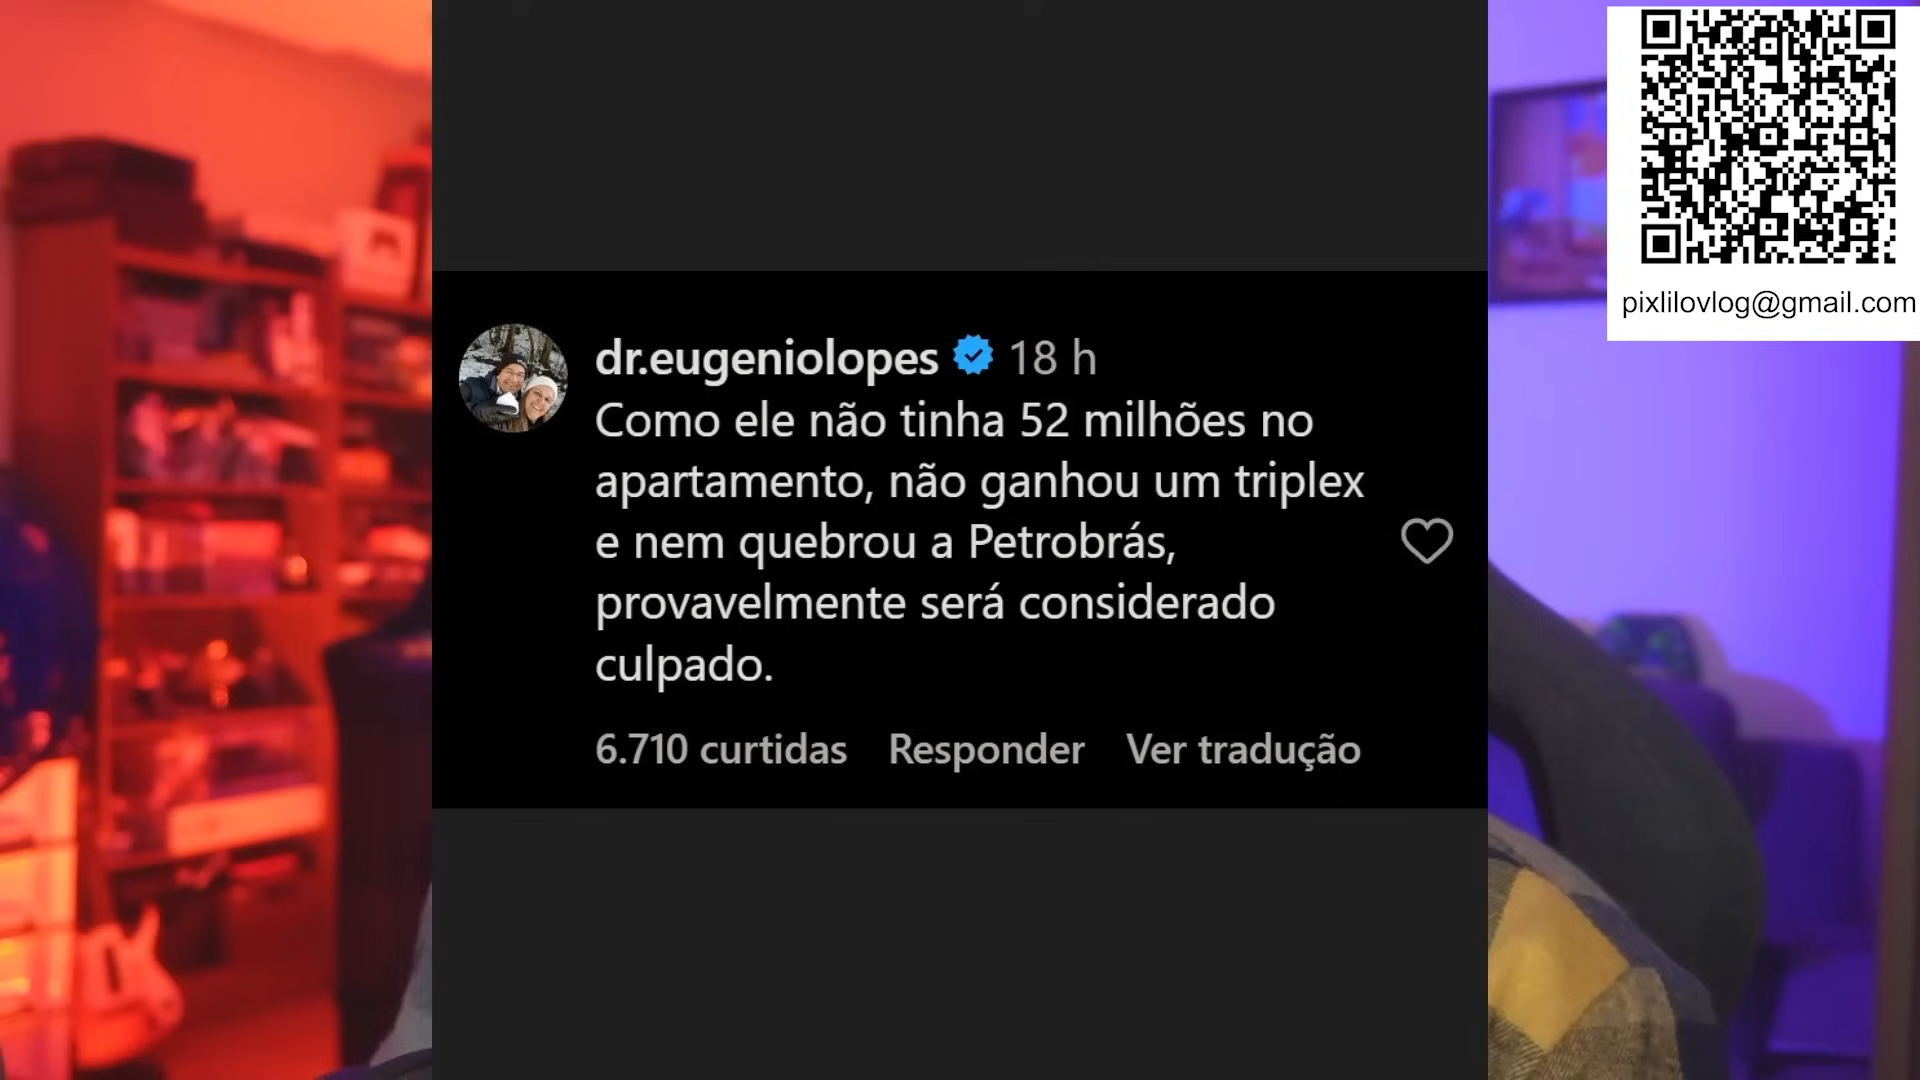 pixlilovlog@gmail.com
dr.eugeniolopes 18 h
Como ele não tinha 52 milhões no
apartamento, não ganhou um triplex
e nem quebrou a Petrobrás,
provavelmente será considerado
culpado.
6.710 curtidas Responder Ver tradução